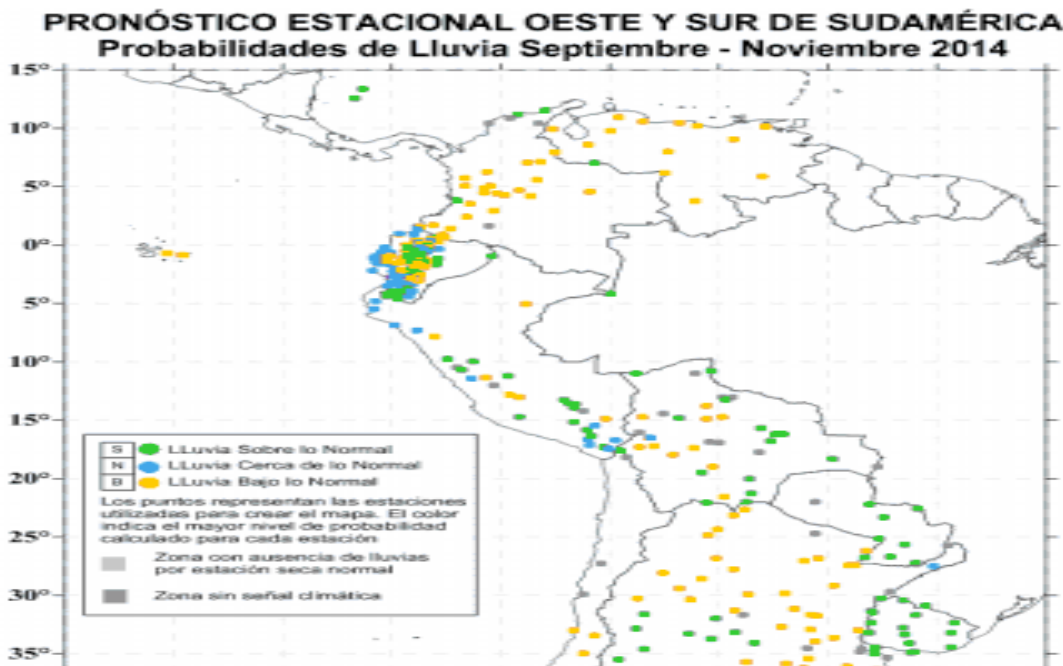 PRONÓSTICO ESTACIONAL OESTE Y SUR DE SUDAMÉRICA
Probabilidades de Lluvia Septiembre - Noviembre 2014
15°
10°
5°
0°
5°
10°
15°
20°
25°
30°
35°
S LLuvia Sobre lo Normal
N LLuvia Cerca de lo Normal
B LLuvia Bajo lo Normal
Los puntos representan las estaciones
utilizadas para crear el mapa. El color
indica el mayor nivel de probabilidad
calculado para cada estación
Zona con ausencia de lluvias
por estación seca normal
Zona sin señal climática